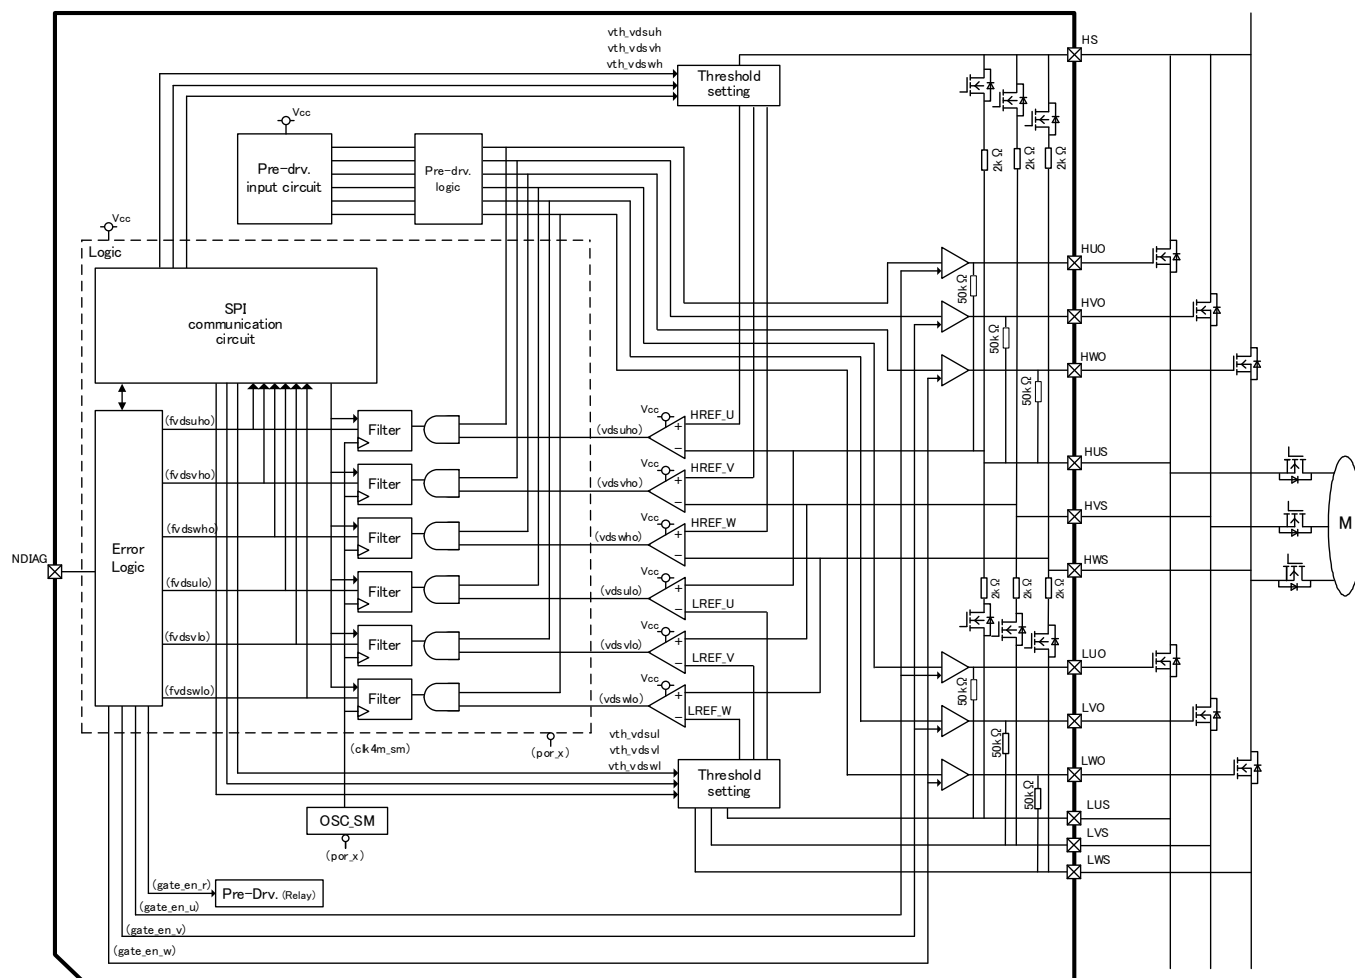 vth_vdsuh
vth_vdsvh
vth_vdswh
HS
Threshold
setting
Vcc
Pre-drv.
input circuit
Pre-drv.
logic
2kΩ
2kΩ
2kΩ
Vcc
Logic
HUO
50kΩ
SPI
communication
circuit
HVO
50kΩ
HWO
50kΩ
(fvdsuho)
Filter
(vdsuho)
Vcc
HREF_U
+
−
HUS
(fvdsvho)
Filter
(vdsvho)
Vcc
HREF_V
+
−
HVS
(fvdswho)
Filter
(vdswho)
Vcc
HREF_W
+
−
M
NDIAG
Error
Logic
HWS
(fvdsulo)
Filter
(vdsulo)
Vcc
+
−
LREF_U
2kΩ
2kΩ
2kΩ
(fvdsvlo)
Filter
(vdsvlo)
Vcc
+
−
LREF_V
LUO
50kΩ
(fvdswlo)
Filter
(vdswlo)
Vcc
+
−
LREF_W
LVO
50kΩ
(clk4m_sm)
(por_x)
vth_vdsul
vth_vdsvl
vth_vdswl
Threshold
setting
LWO
50kΩ
OSC_SM
(por_x)
LUS
LVS
LWS
(gate_en_r)
Pre-Drv. (Relay)
(gate_en_u)
(gate_en_v)
(gate_en_w)